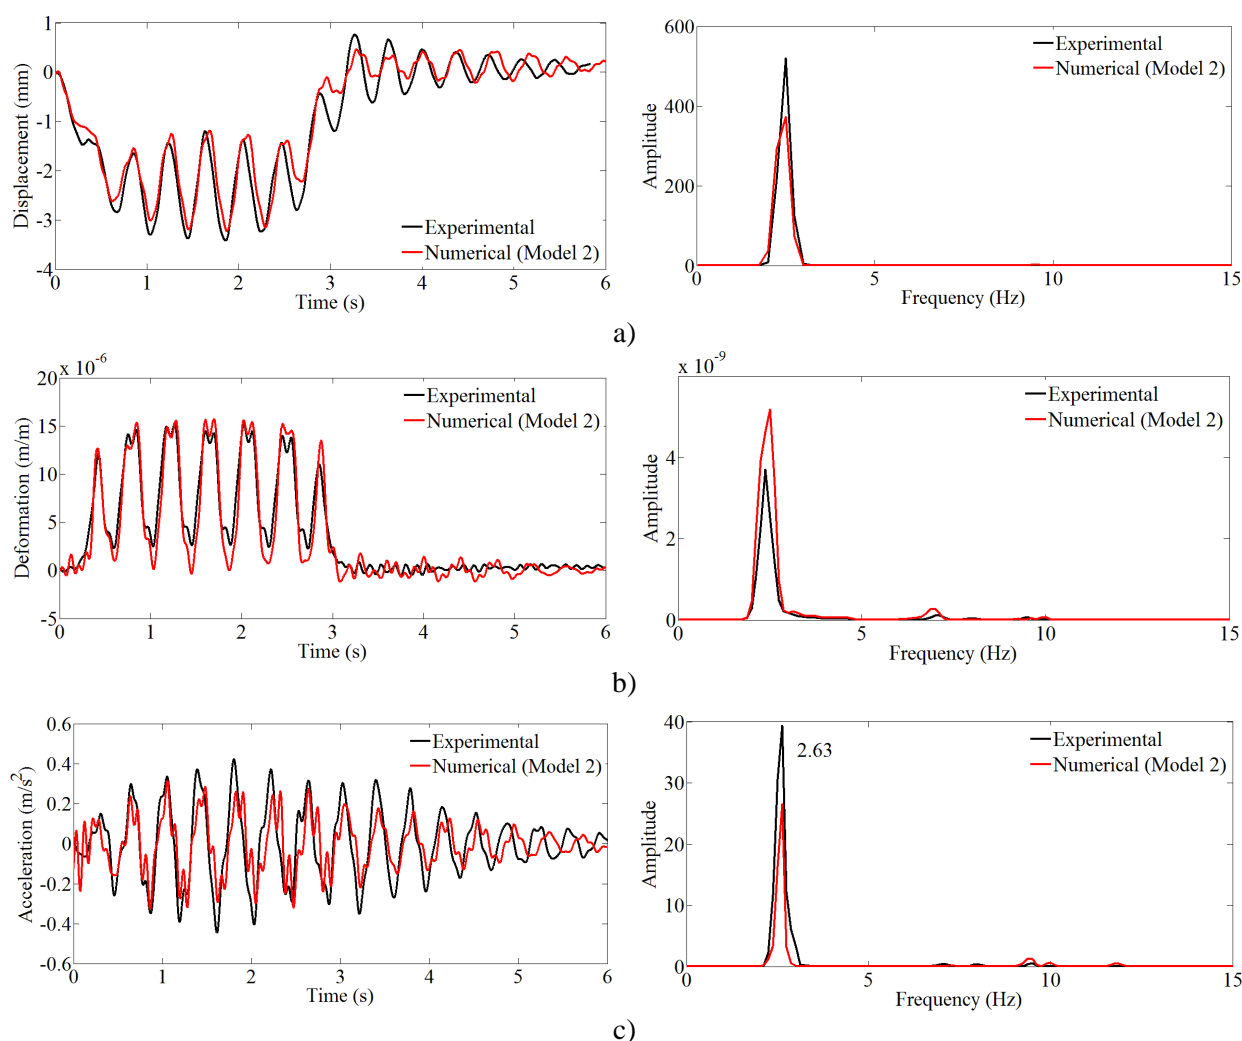 1
0
-1
-2
-3
-4
Displacement (mm)
0 1 2 3 4 5 6
Time (s)
Experimental
Numerical (Model 2)
600
400
200
0
Amplitude
0 5 10 15
Frequency (Hz)
Experimental
Numerical (Model 2)
a)
x 10^-6
20
15
10
5
0
-5
Deformation (m/m)
0 1 2 3 4 5 6
Time (s)
Experimental
Numerical (Model 2)
x 10^-9
4
2
0
Amplitude
0 5 10 15
Frequency (Hz)
Experimental
Numerical (Model 2)
b)
0.6
0.4
0.2
0
-0.2
-0.4
-0.6
Acceleration (m/s^2)
0 1 2 3 4 5 6
Time (s)
Experimental
Numerical (Model 2)
40
30
20
10
0
Amplitude
2.63
0 5 10 15
Frequency (Hz)
Experimental
Numerical (Model 2)
c)